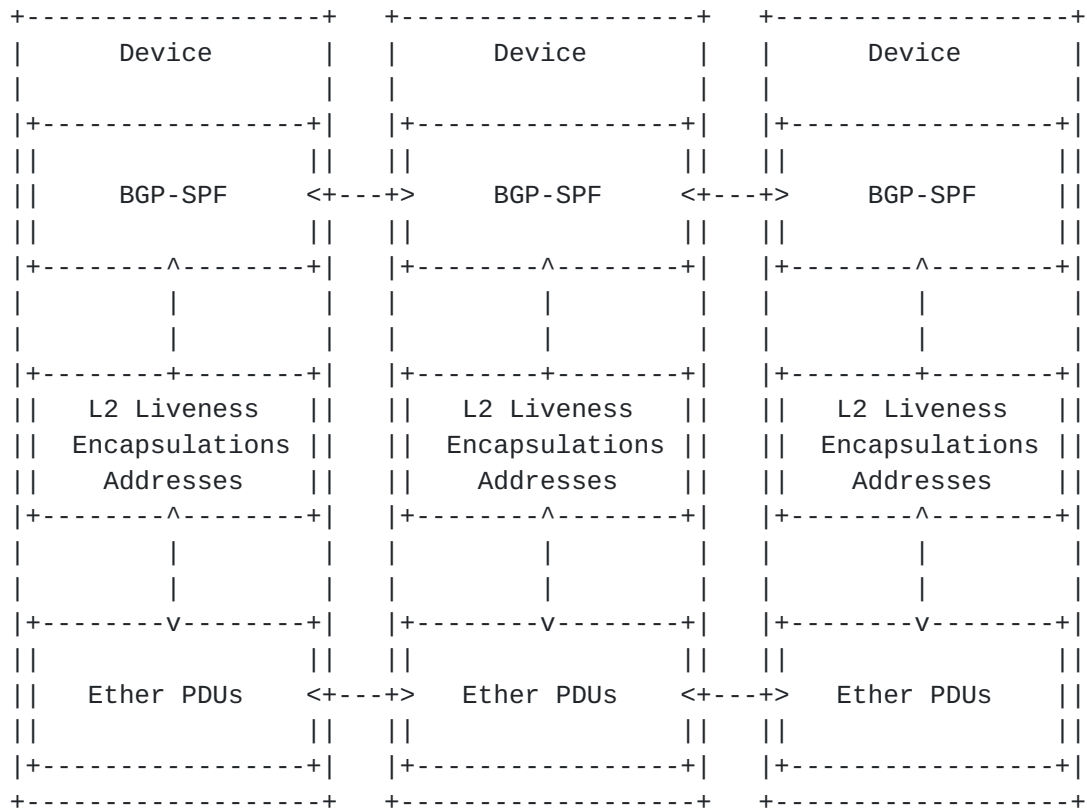 Device Device Device
BGP-SPF BGP-SPF BGP-SPF
L2 Liveness L2 Liveness L2 Liveness
Encapsulations Encapsulations Encapsulations
Addresses Addresses Addresses
Ether PDUs Ether PDUs Ether PDUs